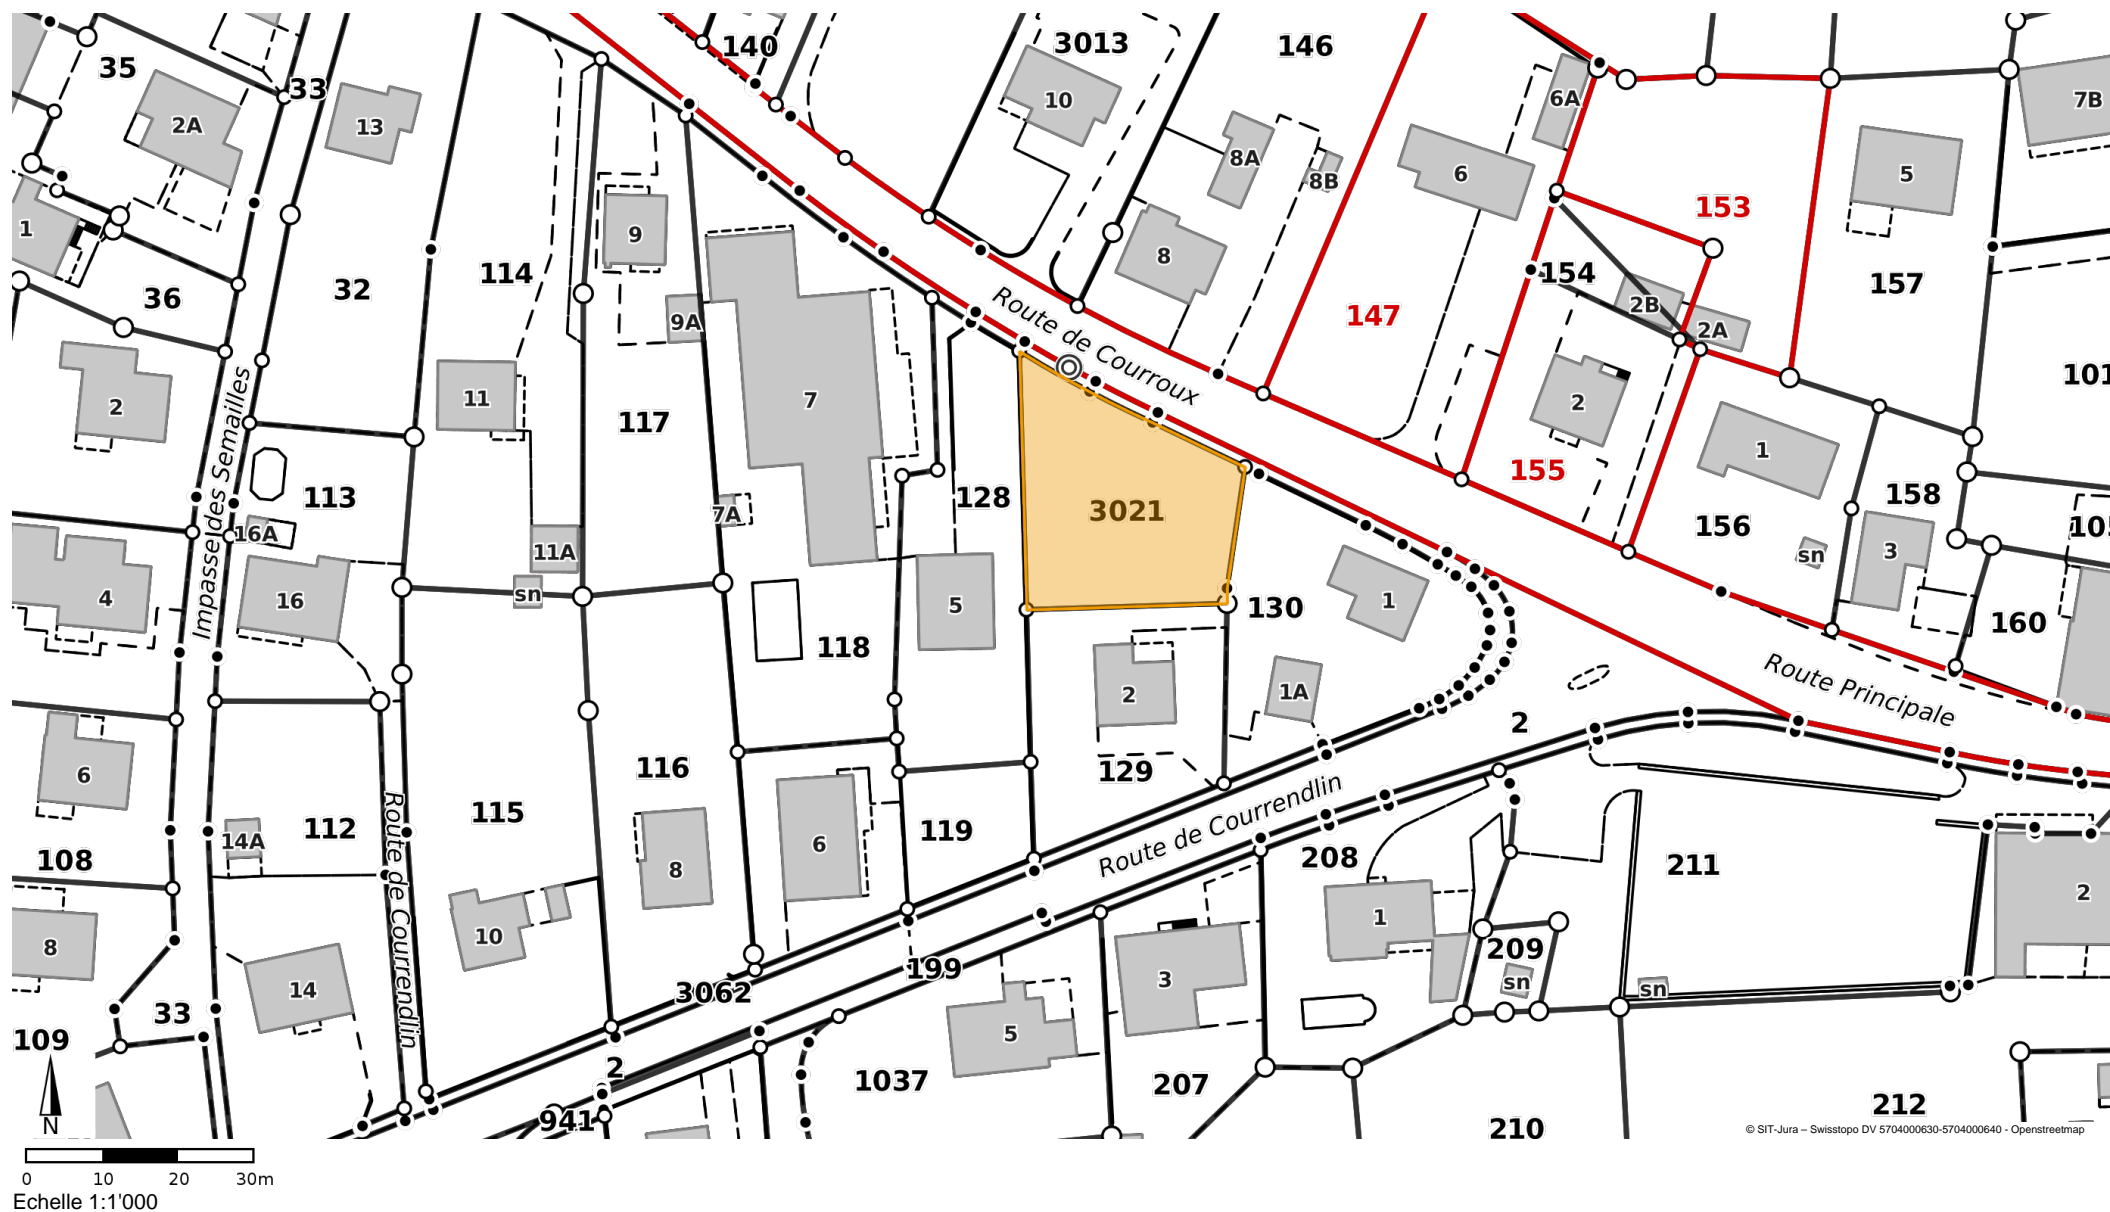 140
3013
146
35
33
10
6A
7B
2A
13
8A
6
8B
5
153
1
9
8
36
32
114
154
157
147
2B
9A
2A
Route de Courroux
2
11
7
117
2
1
101
155
Impasse des Semailles
113
128
3021
158
7A
16A
156
105
11A
sn
3
4
16
sn
5
130
1
118
160
2
1A
Route Principale
2
6
116
129
115
Route de Courrendlin
112
119
14A
6
208
211
108
8
Route de Courrendlin
1
2
8
10
209
199
3
sn
sn
14
3062
33
5
109
2
1037
207
212
941
210
N
© SIT-Jura – Swisstopo DV 5704000630-5704000640 - Openstreetmap
0 10 20 30m
Echelle 1:1'000